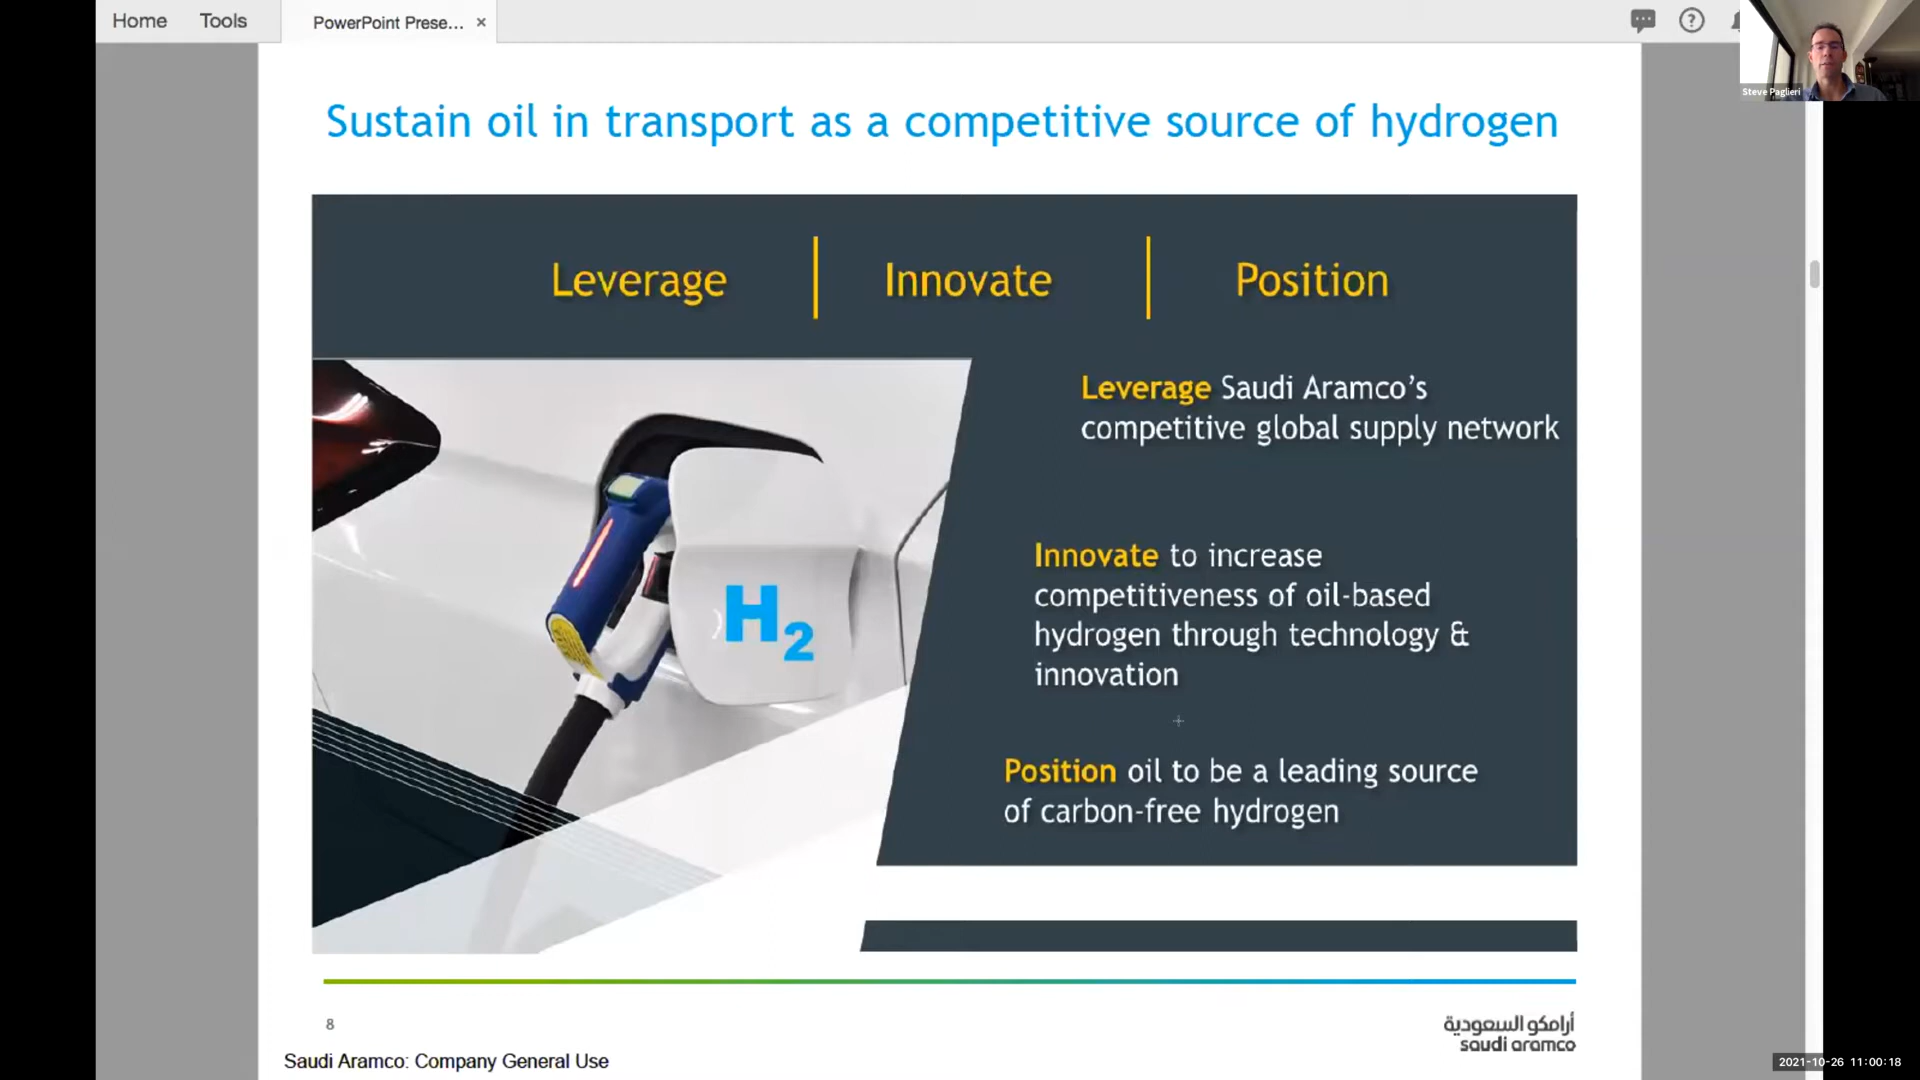 Home Tools PowerPoint Prese... ×
Steve Paglieri
Sustain oil in transport as a competitive source of hydrogen
Leverage Innovate Position
Leverage Saudi Aramco’s
competitive global supply network
Innovate to increase
competitiveness of oil-based
hydrogen through technology &
innovation
H2
Position oil to be a leading source
of carbon-free hydrogen
8
أرامكو السعودية
saudi aramco
Saudi Aramco: Company General Use
2021-10-26 11:00:18